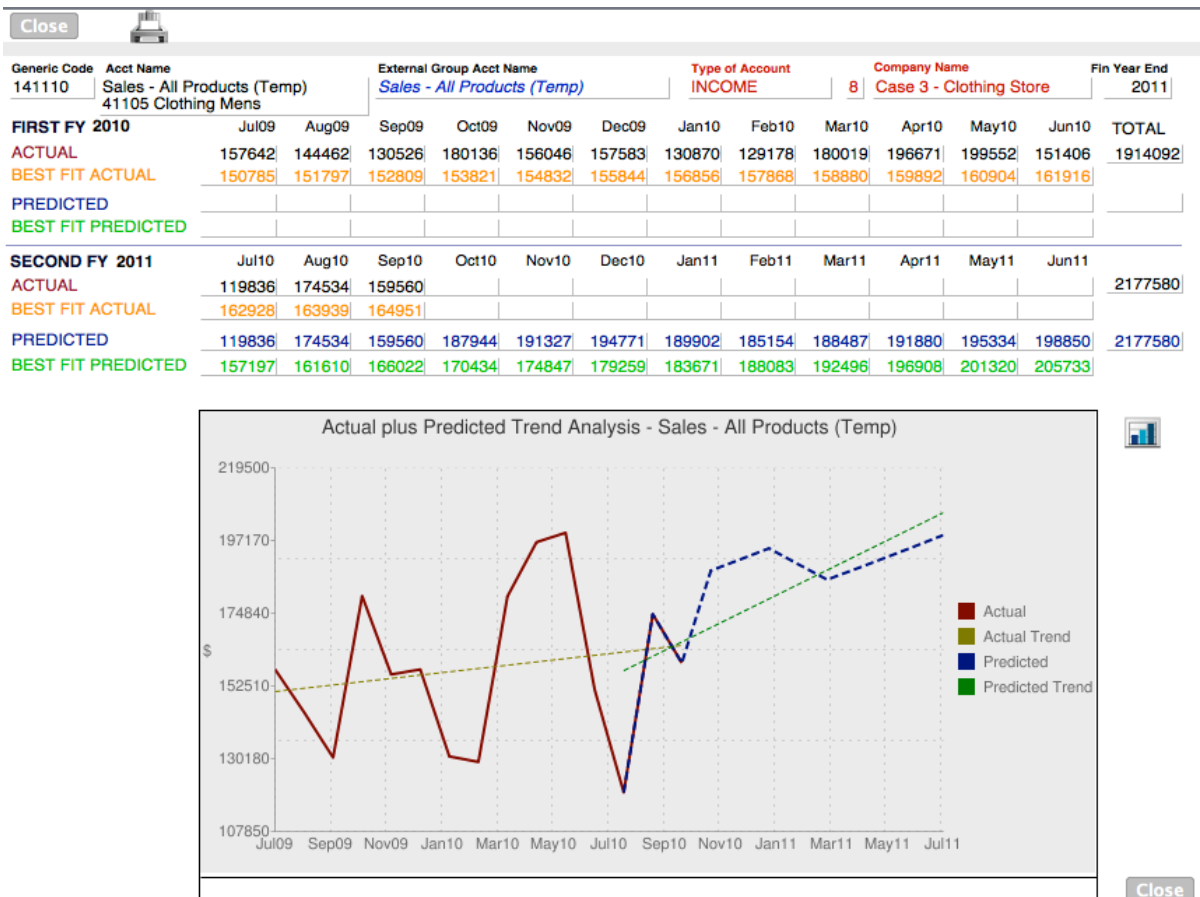 Close
Generic Code Acct Name External Group Acct Name Type of Account Company Name Fin Year End
141110 Sales - All Products (Temp) Sales - All Products (Temp) INCOME 8 Case 3 - Clothing Store 2011
41105 Clothing Mens
FIRST FY 2010 Jul09 Aug09 Sep09 Oct09 Nov09 Dec09 Jan10 Feb10 Mar10 Apr10 May10 Jun10 TOTAL
ACTUAL 157642 144462 130526 180136 156046 157583 130870 129178 180019 196671 199552 151406 1914092
BEST FIT ACTUAL 150785 151797 152809 153821 154832 155844 156856 157868 158880 159892 160904 161916
PREDICTED
BEST FIT PREDICTED
SECOND FY 2011 Jul10 Aug10 Sep10 Oct10 Nov10 Dec10 Jan11 Feb11 Mar11 Apr11 May11 Jun11
ACTUAL 119836 174534 159560 2177580
BEST FIT ACTUAL 162928 163939 164951
PREDICTED 119836 174534 159560 187944 191327 194771 189902 185154 188487 191880 195334 198850 2177580
BEST FIT PREDICTED 157197 161610 166022 170434 174847 179259 183671 188083 192496 196908 201320 205733
Actual plus Predicted Trend Analysis - Sales - All Products (Temp)
219500
197170
174840
$
152510
130180
107850
Jul09 Sep09 Nov09 Jan10 Mar10 May10 Jul10 Sep10 Nov10 Jan11 Mar11 May11 Jul11
Actual
Actual Trend
Predicted
Predicted Trend
Close